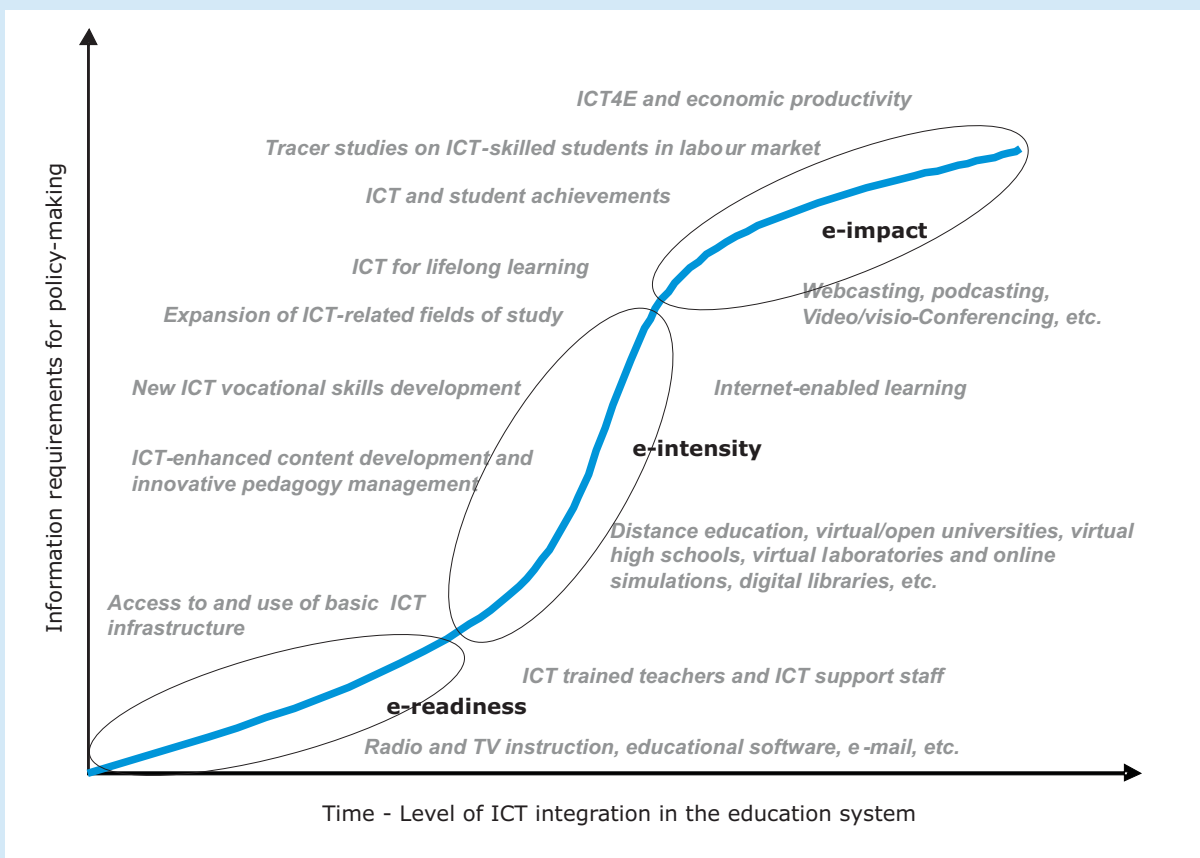 ICT4E and economic productivity
Tracer studies on ICT-skilled students in labour market
ICT and student achievements
e-impact
ICT for lifelong learning
Webcasting, podcasting,
Video/visio-Conferencing, etc.
Expansion of ICT-related fields of study
New ICT vocational skills development
Internet-enabled learning
e-intensity
ICT-enhanced content development and
innovative pedagogy management
Distance education, virtual/open universities, virtual
high schools, virtual laboratories and online
simulations, digital libraries, etc.
Access to and use of basic ICT
infrastructure
ICT trained teachers and ICT support staff
e-readiness
Radio and TV instruction, educational software, e-mail, etc.
Information requirements for policy-making
Time - Level of ICT integration in the education system